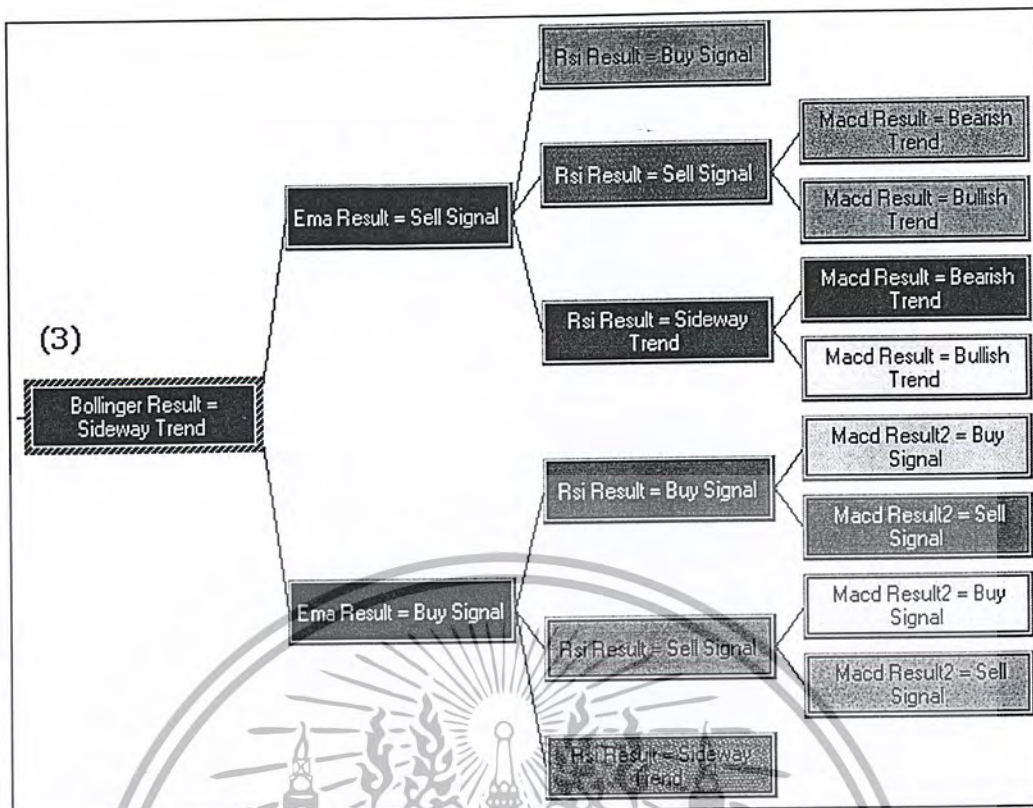 Rsi Result = Buy Signal
Macd Result = Bearish
Trend
Rsi Result = Sell Signal
Macd Result = Bullish
Trend
Ema Result = Sell Signal
Macd Result = Bearish
Trend
Rsi Result = Sideway
Trend
Macd Result = Bullish
Trend
(3)
Bollinger Result =
Sideway Trend
Macd Result2 = Buy
Signal
Rsi Result = Buy Signal
Macd Result2 = Sell
Signal
Ema Result = Buy Signal
Macd Result2 = Buy
Signal
Rsi Result = Sell Signal
Macd Result2 = Sell
Signal
Rsi Result = Sideway
Trend